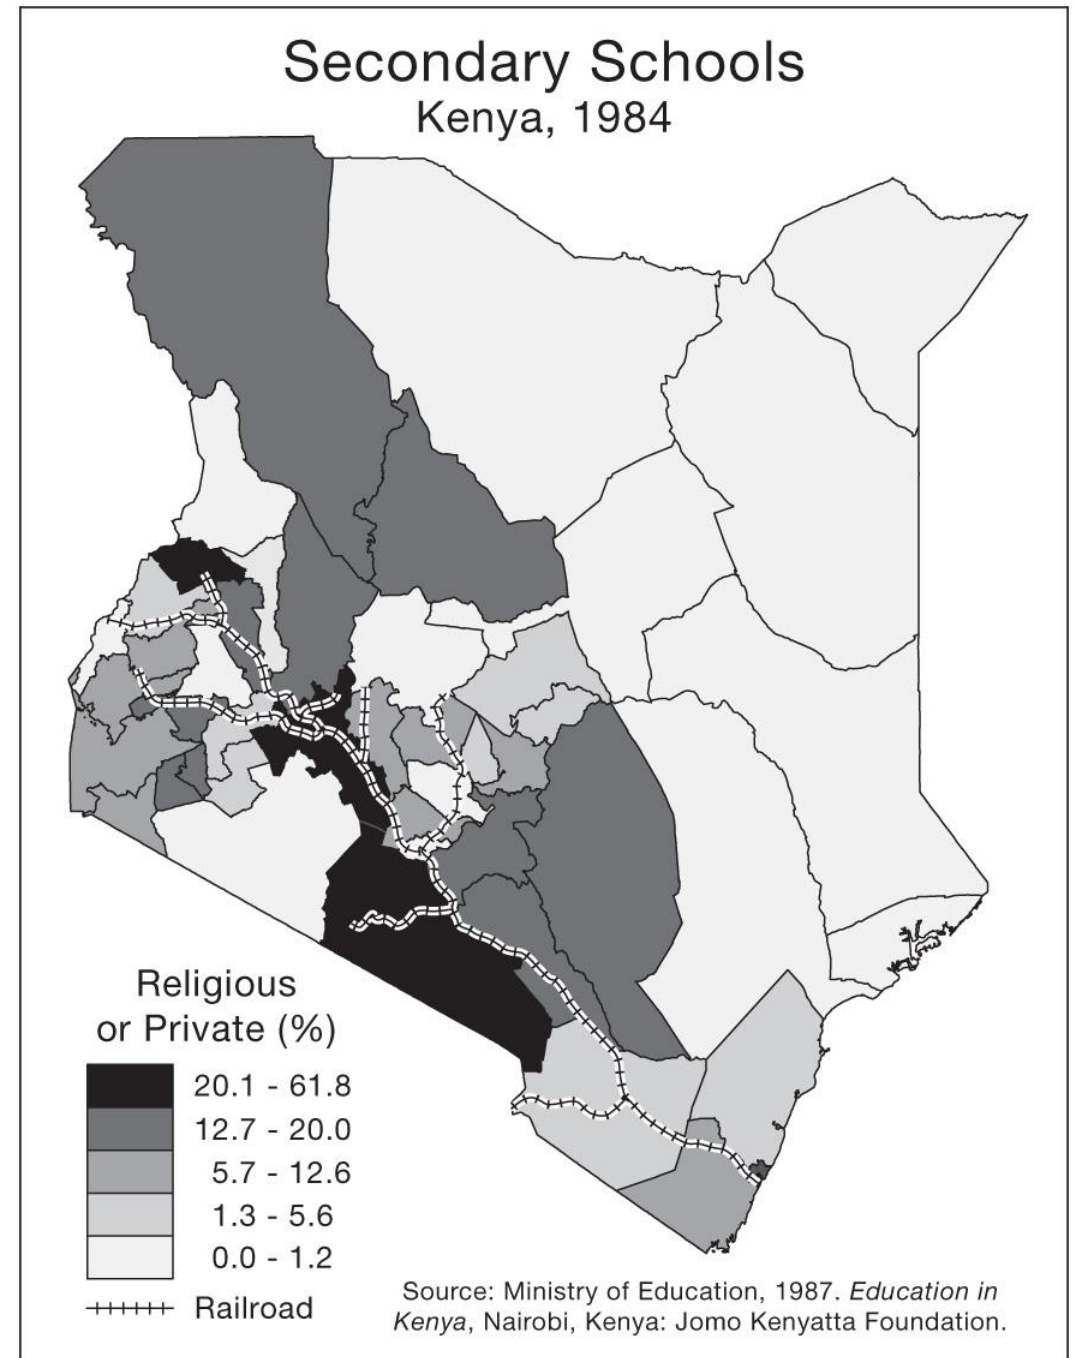 Secondary Schools
Kenya, 1984
Religious
or Private (%)
20.1 - 61.8
12.7 - 20.0
5.7 - 12.6
1.3 - 5.6
0.0 - 1.2
Railroad
Source: Ministry of Education, 1987. Education in
Kenya, Nairobi, Kenya: Jomo Kenyatta Foundation.